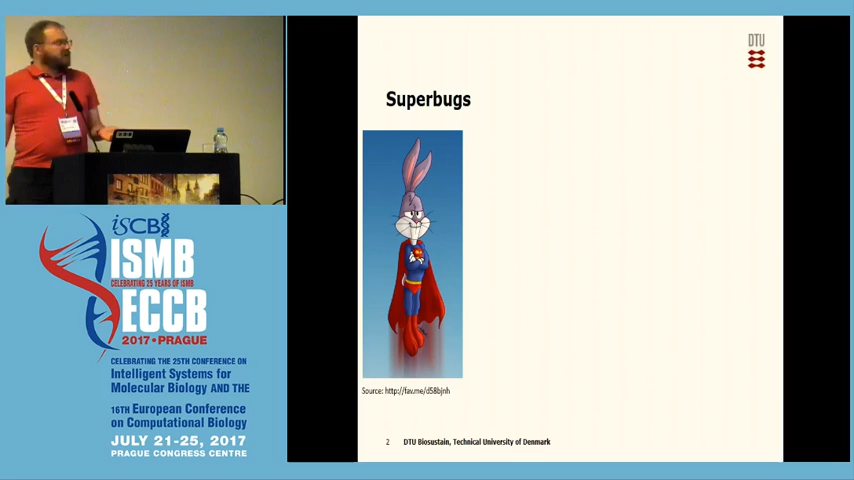 iSCB
ISMB
CELEBRATING 25 YEARS OF ISMB
ECCB
2017 • PRAGUE
CELEBRATING THE 25TH CONFERENCE ON
Intelligent Systems for
Molecular Biology AND THE
16TH European Conference
on Computational Biology
JULY 21-25, 2017
PRAGUE CONGRESS CENTRE
DTU
Superbugs
Source: http://fav.me/d58bjnh
2 DTU Biosustain, Technical University of Denmark